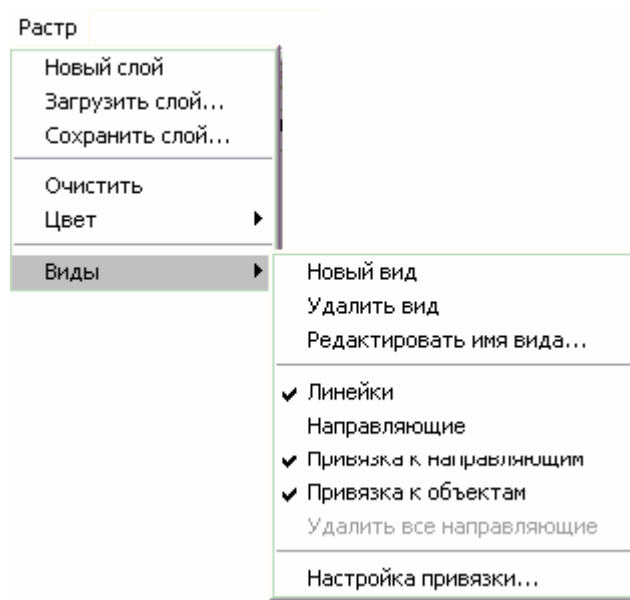 Растр
Новый слой
Загрузить слой...
Сохранить слой...
Очистить
Цвет
Виды
Новый вид
Удалить вид
Редактировать имя вида...
Линейки
Направляющие
Привязка к направляющим
Привязка к объектам
Удалить все направляющие
Настройка привязки...